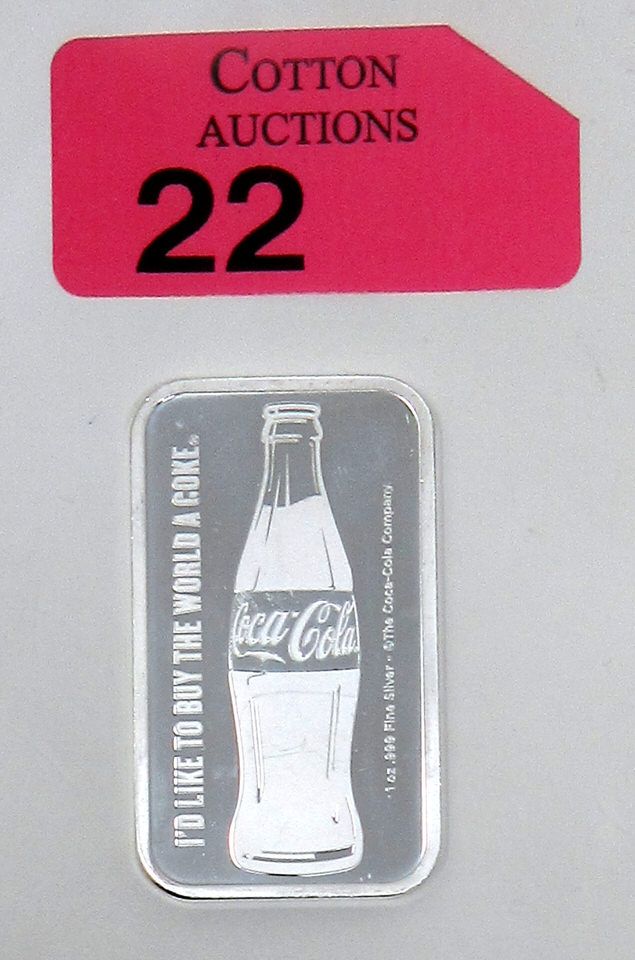 COTTON
AUCTIONS
22
I'D LIKE TO BUY THE WORLD A COKE.
Coca-Cola
1 oz .999 Fine Silver - ©The Coca-Cola Company